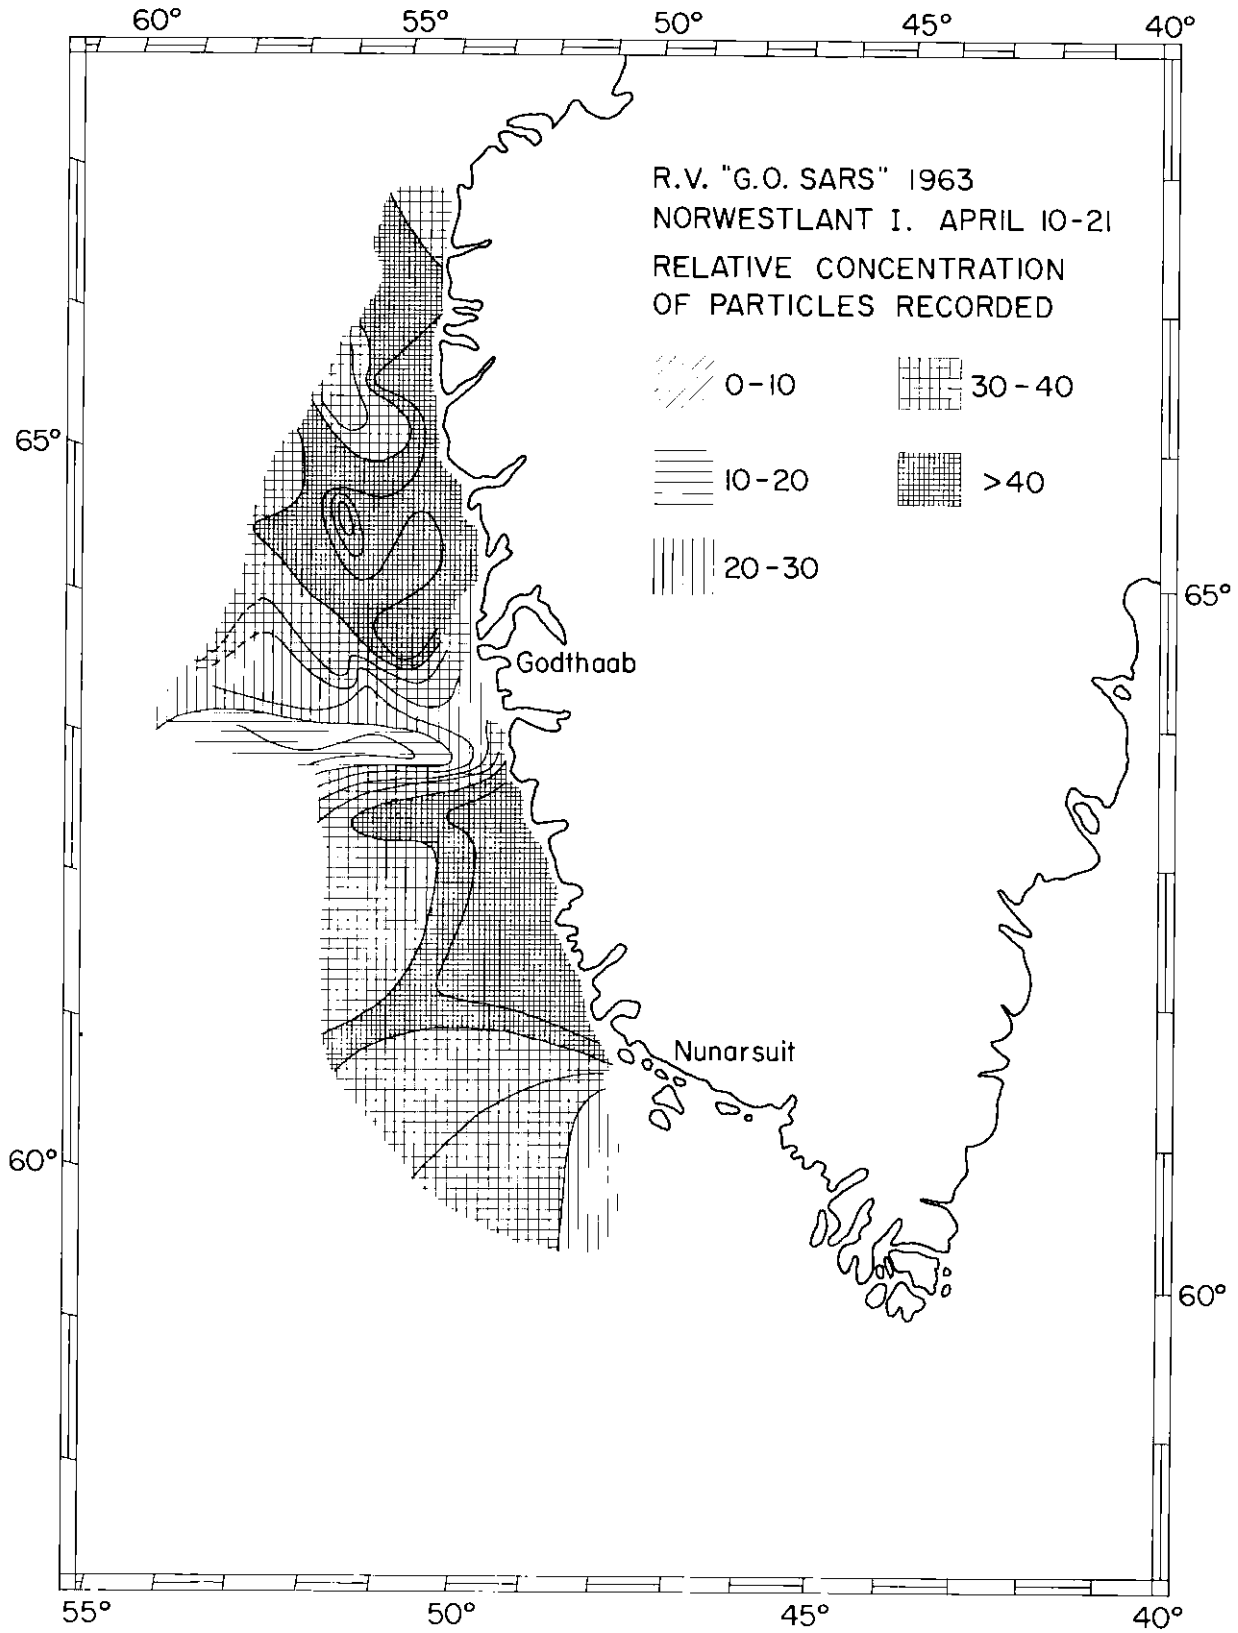 60° 55° 50° 45° 40°
R.V. "G.O. SARS" 1963
NORWESTLANT I. APRIL 10-21
RELATIVE CONCENTRATION
OF PARTICLES RECORDED
0-10 30-40
65°
10-20 >40
20-30
65°
Godthaab
Nunarsuit
60°
60°
55° 50° 45° 40°